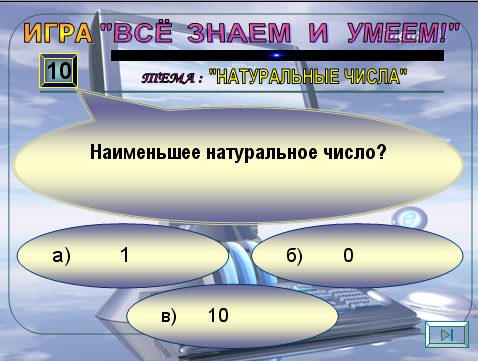 ИГРА "ВСЁ ЗНАЕМ И УМЕЕМ!"
10
ТЕМА : "НАТУРАЛЬНЫЕ ЧИСЛА"
Наименьшее натуральное число?
а) 1
б) 0
в) 10